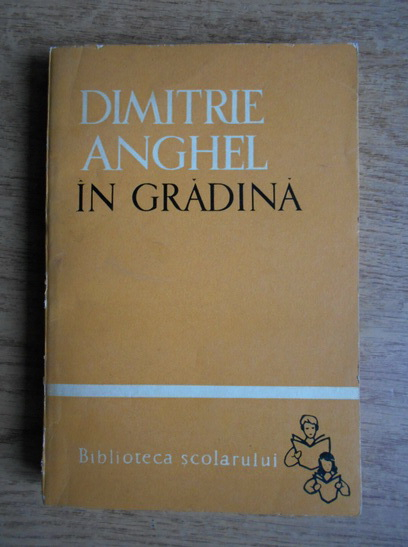 DIMITRIE
ANGHEL
ÎN GRĂDINĂ
Biblioteca școlarului